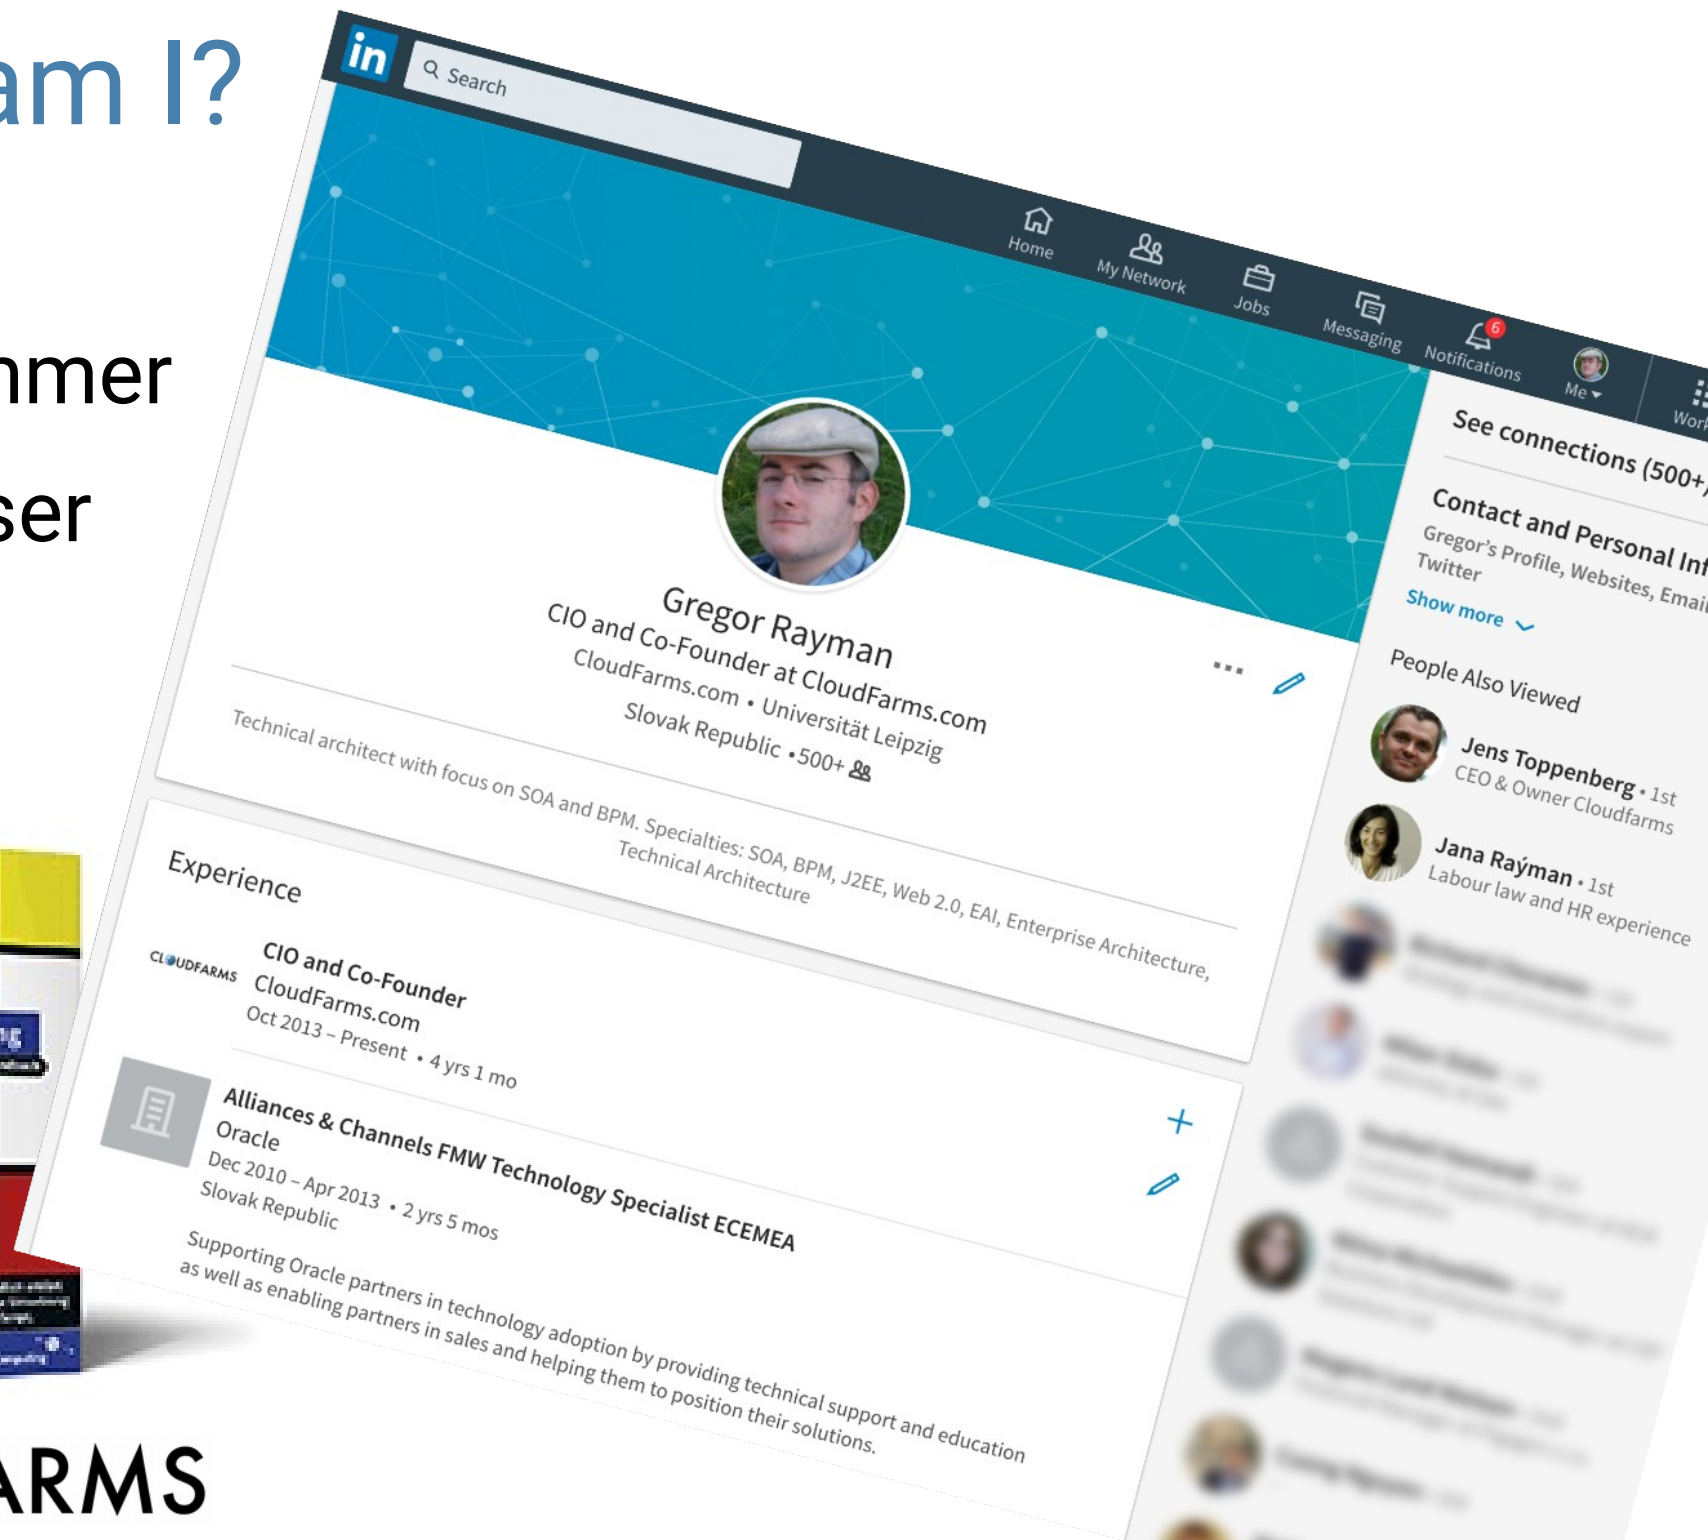 am I?
mmer
ser
ARMS
in
Search
Home
My Network
Jobs
Messaging
6
Notifications
Me
Work
Gregor Rayman
CIO and Co-Founder at CloudFarms.com
CloudFarms.com • Universität Leipzig
Slovak Republic • 500+
Technical architect with focus on SOA and BPM. Specialties: SOA, BPM, J2EE, Web 2.0, EAI, Enterprise Architecture,
Technical Architecture
Experience
CLOUDFARMS
CIO and Co-Founder
CloudFarms.com
Oct 2013 – Present • 4 yrs 1 mo
Alliances & Channels FMW Technology Specialist ECEMEA
Oracle
Dec 2010 – Apr 2013 • 2 yrs 5 mos
Slovak Republic
Supporting Oracle partners in technology adoption by providing technical support and education
as well as enabling partners in sales and helping them to position their solutions.
See connections (500+)
Contact and Personal Inf
Gregor's Profile, Websites, Email
Twitter
Show more
People Also Viewed
Jens Toppenberg • 1st
CEO & Owner Cloudfarms
Jana Raýman • 1st
Labour law and HR experience